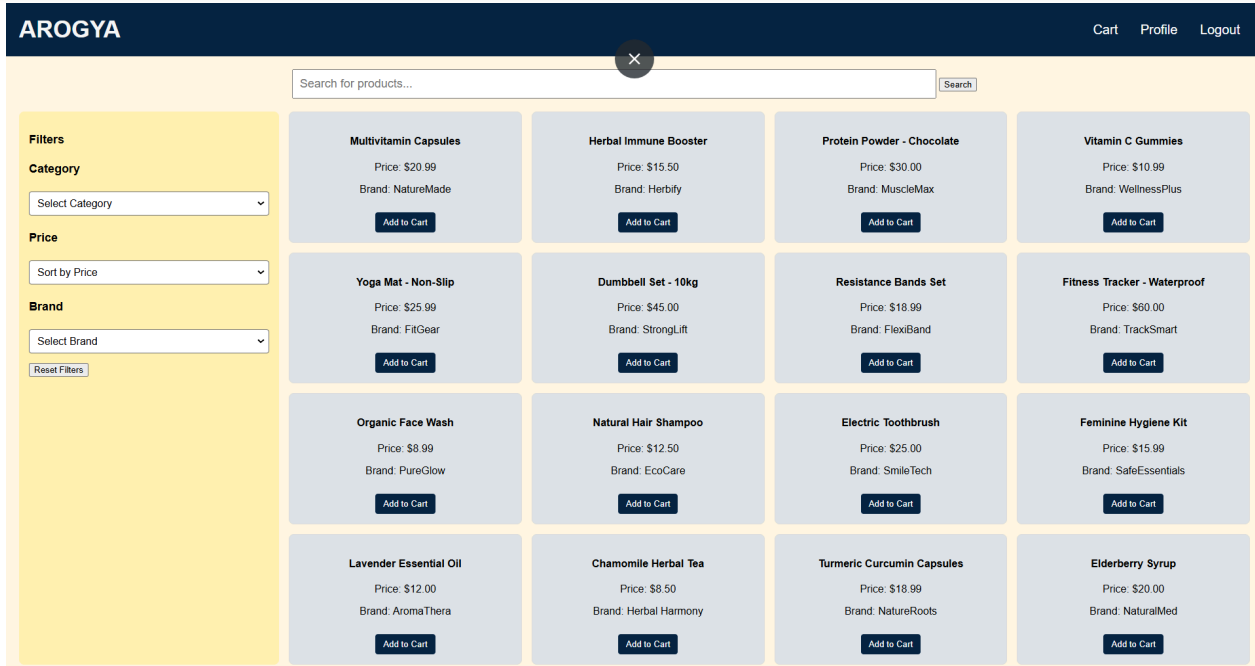 AROGYA
Cart Profile Logout
Search for products...
Search
Filters
Category
Select Category
Price
Sort by Price
Brand
Select Brand
Reset Filters
Multivitamin Capsules
Price: $20.99
Brand: NatureMade
Add to Cart
Herbal Immune Booster
Price: $15.50
Brand: Herbify
Add to Cart
Protein Powder - Chocolate
Price: $30.00
Brand: MuscleMax
Add to Cart
Vitamin C Gummies
Price: $10.99
Brand: WellnessPlus
Add to Cart
Yoga Mat - Non-Slip
Price: $25.99
Brand: FitGear
Add to Cart
Dumbbell Set - 10kg
Price: $45.00
Brand: StrongLift
Add to Cart
Resistance Bands Set
Price: $18.99
Brand: FlexiBand
Add to Cart
Fitness Tracker - Waterproof
Price: $60.00
Brand: TrackSmart
Add to Cart
Organic Face Wash
Price: $8.99
Brand: PureGlow
Add to Cart
Natural Hair Shampoo
Price: $12.50
Brand: EcoCare
Add to Cart
Electric Toothbrush
Price: $25.00
Brand: SmileTech
Add to Cart
Feminine Hygiene Kit
Price: $15.99
Brand: SafeEssentials
Add to Cart
Lavender Essential Oil
Price: $12.00
Brand: AromaThera
Add to Cart
Chamomile Herbal Tea
Price: $8.50
Brand: Herbal Harmony
Add to Cart
Turmeric Curcumin Capsules
Price: $18.99
Brand: NatureRoots
Add to Cart
Elderberry Syrup
Price: $20.00
Brand: NaturalMed
Add to Cart